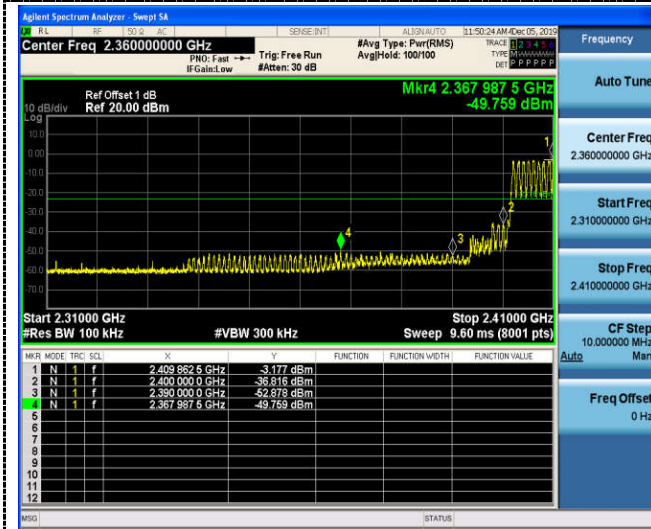 Agilent Spectrum Analyzer - Swept SA
RL RF 50 Ω AC SENSE:INT ALIGNAUTO 11:50:24 AM Dec 05, 2019
Center Freq 2.360000000 GHz
PNO: Fast
IFGain:Low
Trig: Free Run
#Atten: 30 dB
#Avg Type: Pwr(RMS)
Avg|Hold: 100/100
TRACE 1 2 3 4 5 6
TYPE
DET P P P P P P
Mkr4 2.367 987 5 GHz
-49.759 dBm
Ref Offset 1 dB
10 dB/div Ref 20.00 dBm
Log
10.0
0.00
-10.0
-20.0
-30.0
-40.0
-50.0
-60.0
-70.0
1
2
3
4
Start 2.31000 GHz Stop 2.41000 GHz
#Res BW 100 kHz #VBW 300 kHz Sweep 9.60 ms (8001 pts)
MKR MODE TRC SCL X Y FUNCTION FUNCTION WIDTH FUNCTION VALUE
1 N 1 f 2.409 862 5 GHz -3.177 dBm
2 N 1 f 2.400 000 0 GHz -36.816 dBm
3 N 1 f 2.390 000 0 GHz -52.878 dBm
4 N 1 f 2.367 987 5 GHz -49.759 dBm
5
6
7
8
9
10
11
12
MSG STATUS
Frequency
Auto Tune
Center Freq
2.360000000 GHz
Start Freq
2.310000000 GHz
Stop Freq
2.410000000 GHz
CF Step
10.000000 MHz
Auto Man
Freq Offset
0 Hz